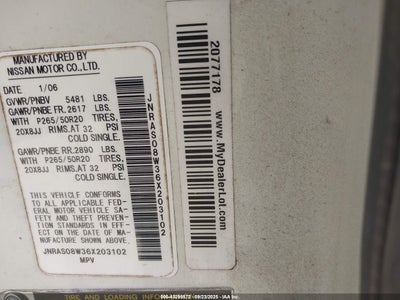 MANUFACTURED BY
NISSAN MOTOR CO.,LTD.
DATE 1/06
GVWR/PNBV 5481 LBS.
GAWR/PNBE FR. 2617 LBS.
WITH P265/50R20 TIRES,
20X8JJ RIMS,AT 32 PSI
COLD SINGLE.
GAWR/PNBE RR. 2890 LBS.
WITH P265/50R20 TIRES,
20X8JJ RIMS,AT 32 PSI
COLD SINGLE.
THIS VEHICLE CONFORMS
TO ALL APPLICABLE FED-
ERAL MOTOR VEHICLE SA-
FETY AND THEFT PREVEN-
TION STANDARDS IN EFF-
ECT ON THE DATE OF MA-
NUFACTURE SHOWN ABOVE.
JNRAS08W36X203102
MPV
JNRAS08W36X203102
2077178
www.MyDealerLot.com